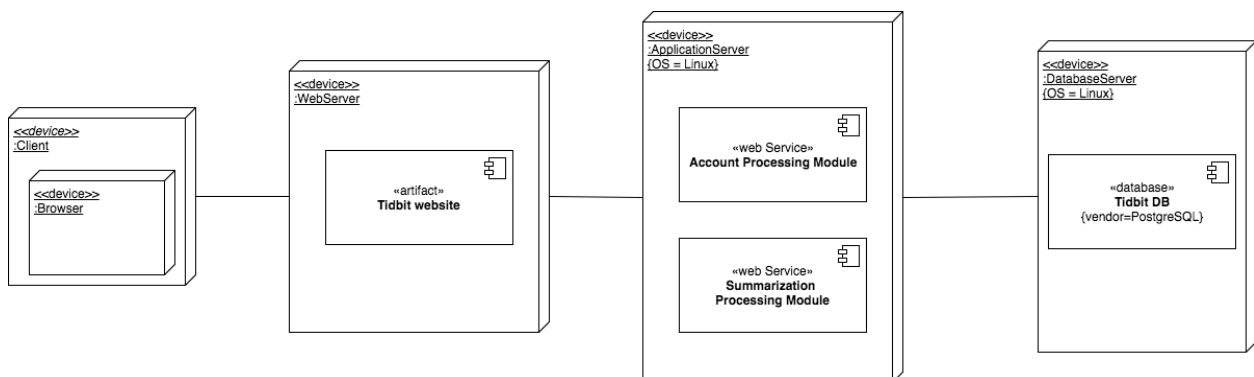 <<device>>
:Client
<<device>>
:Browser
<<device>>
:WebServer
«artifact»
Tidbit website
<<device>>
:ApplicationServer
{OS = Linux}
«web Service»
Account Processing Module
«web Service»
Summarization
Processing Module
<<device>>
:DatabaseServer
{OS = Linux}
«database»
Tidbit DB
{vendor=PostgreSQL}